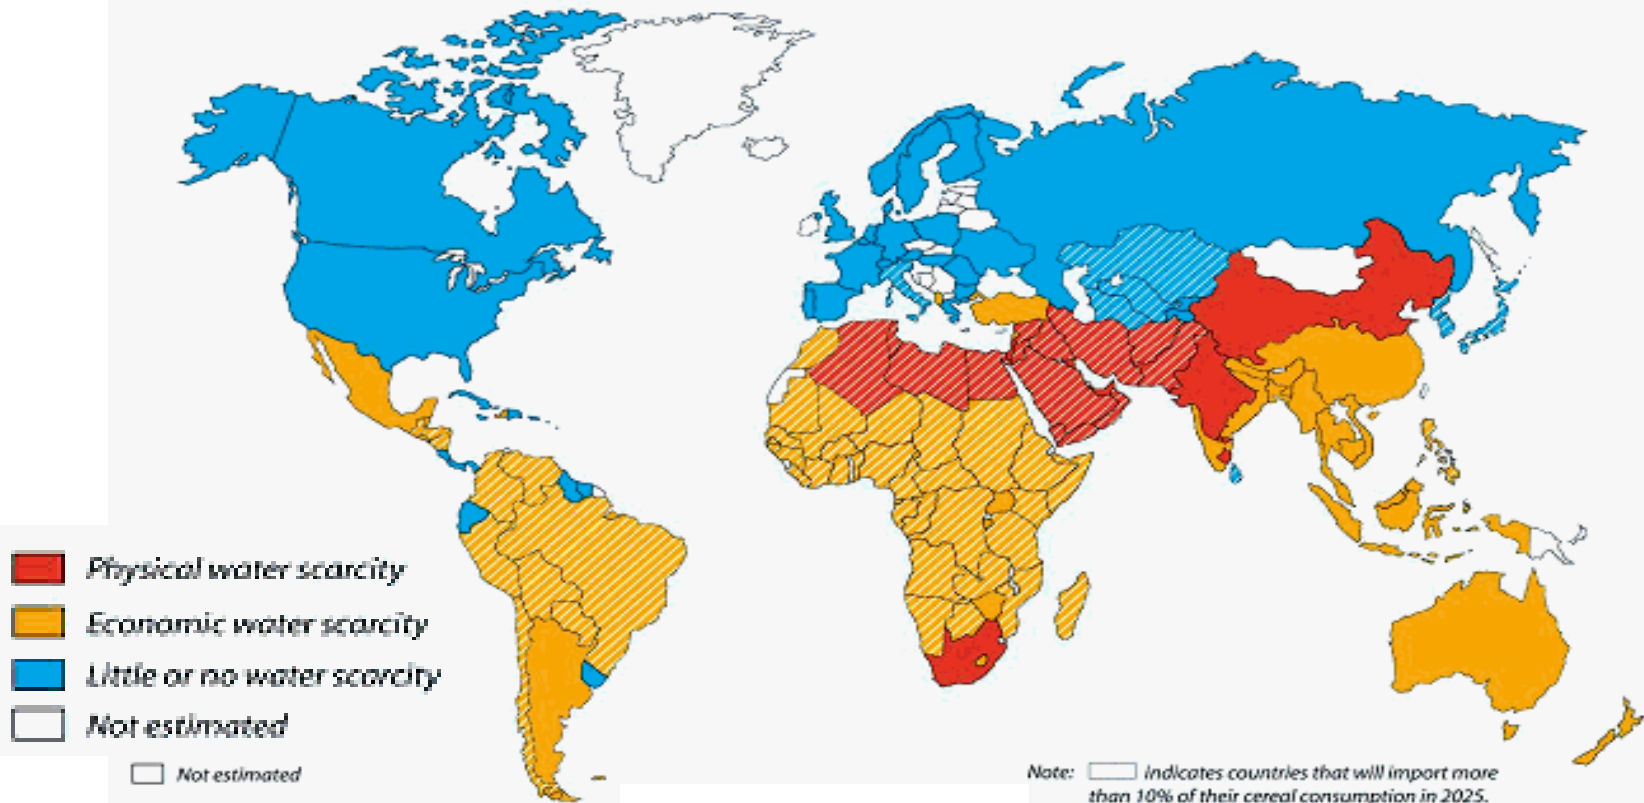 Physical water scarcity
Economic water scarcity
Little or no water scarcity
Not estimated
Not estimated
Note: indicates countries that will import more
than 10% of their cereal consumption in 2025.